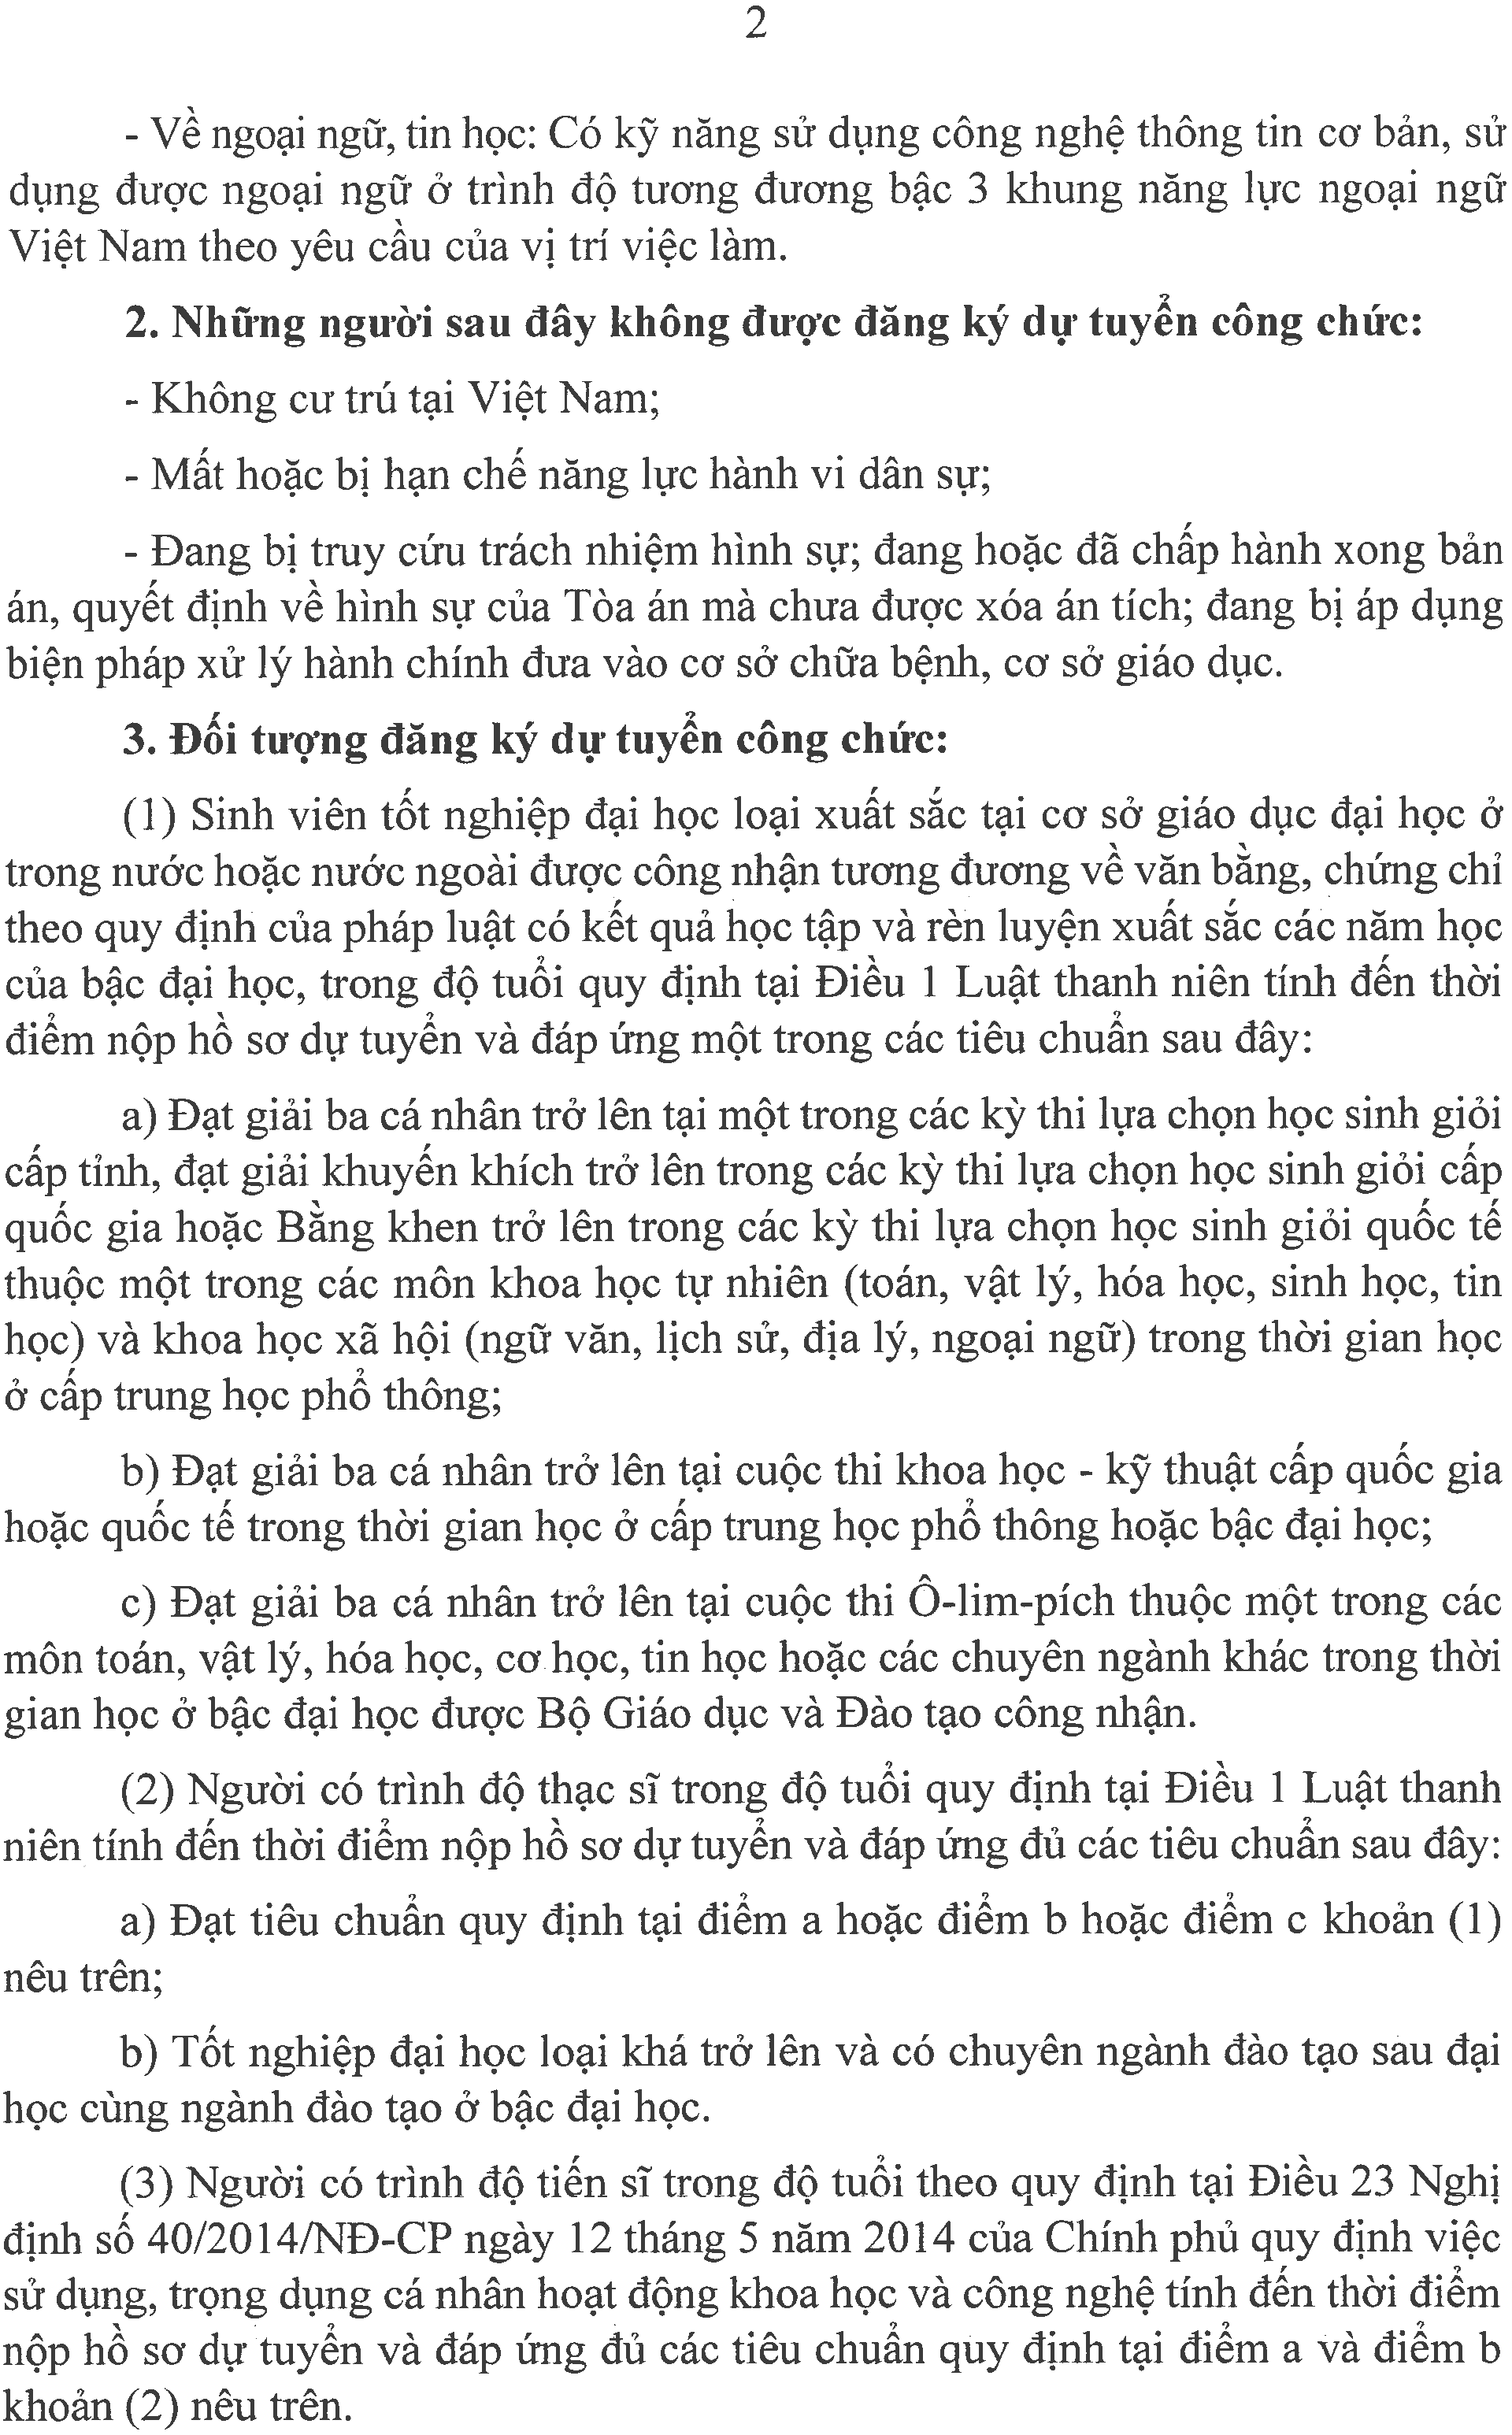 2
- Về ngoại ngữ, tin học: Có kỹ năng sử dụng công nghệ thông tin cơ bản, sử
dụng được ngoại ngữ ở trình độ tương đương bậc 3 khung năng lực ngoại ngữ
Việt Nam theo yêu cầu của vị trí việc làm.
2. Những người sau đây không được đăng ký dự tuyển công chức:
- Không cư trú tại Việt Nam;
- Mất hoặc bị hạn chế năng lực hành vi dân sự;
- Đang bị truy cứu trách nhiệm hình sự; đang hoặc đã chấp hành xong bản
án, quyết định về hình sự của Tòa án mà chưa được xóa án tích; đang bị áp dụng
biện pháp xử lý hành chính đưa vào cơ sở chữa bệnh, cơ sở giáo dục.
3. Đối tượng đăng ký dự tuyển công chức:
(1) Sinh viên tốt nghiệp đại học loại xuất sắc tại cơ sở giáo dục đại học ở
trong nước hoặc nước ngoài được công nhận tương đương về văn bằng, chứng chỉ
theo quy định của pháp luật có kết quả học tập và rèn luyện xuất sắc các năm học
của bậc đại học, trong độ tuổi quy định tại Điều 1 Luật thanh niên tính đến thời
điểm nộp hồ sơ dự tuyển và đáp ứng một trong các tiêu chuẩn sau đây:
a) Đạt giải ba cá nhân trở lên tại một trong các kỳ thi lựa chọn học sinh giỏi
cấp tỉnh, đạt giải khuyến khích trở lên trong các kỳ thi lựa chọn học sinh giỏi cấp
quốc gia hoặc Bằng khen trở lên trong các kỳ thi lựa chọn học sinh giỏi quốc tế
thuộc một trong các môn khoa học tự nhiên (toán, vật lý, hóa học, sinh học, tin
học) và khoa học xã hội (ngữ văn, lịch sử, địa lý, ngoại ngữ) trong thời gian học
ở cấp trung học phổ thông;
b) Đạt giải ba cá nhân trở lên tại cuộc thi khoa học - kỹ thuật cấp quốc gia
hoặc quốc tế trong thời gian học ở cấp trung học phổ thông hoặc bậc đại học;
c) Đạt giải ba cá nhân trở lên tại cuộc thi Ô-lim-pích thuộc một trong các
môn toán, vật lý, hóa học, cơ học, tin học hoặc các chuyên ngành khác trong thời
gian học ở bậc đại học được Bộ Giáo dục và Đào tạo công nhận.
(2) Người có trình độ thạc sĩ trong độ tuổi quy định tại Điều 1 Luật thanh
niên tính đến thời điểm nộp hồ sơ dự tuyển và đáp ứng đủ các tiêu chuẩn sau đây:
a) Đạt tiêu chuẩn quy định tại điểm a hoặc điểm b hoặc điểm c khoản (1)
nêu trên;
b) Tốt nghiệp đại học loại khá trở lên và có chuyên ngành đào tạo sau đại
học cùng ngành đào tạo ở bậc đại học.
(3) Người có trình độ tiến sĩ trong độ tuổi theo quy định tại Điều 23 Nghị
định số 40/2014/NĐ-CP ngày 12 tháng 5 năm 2014 của Chính phủ quy định việc
sử dụng, trọng dụng cá nhân hoạt động khoa học và công nghệ tính đến thời điểm
nộp hồ sơ dự tuyển và đáp ứng đủ các tiêu chuẩn quy định tại điểm a và điểm b
khoản (2) nêu trên.